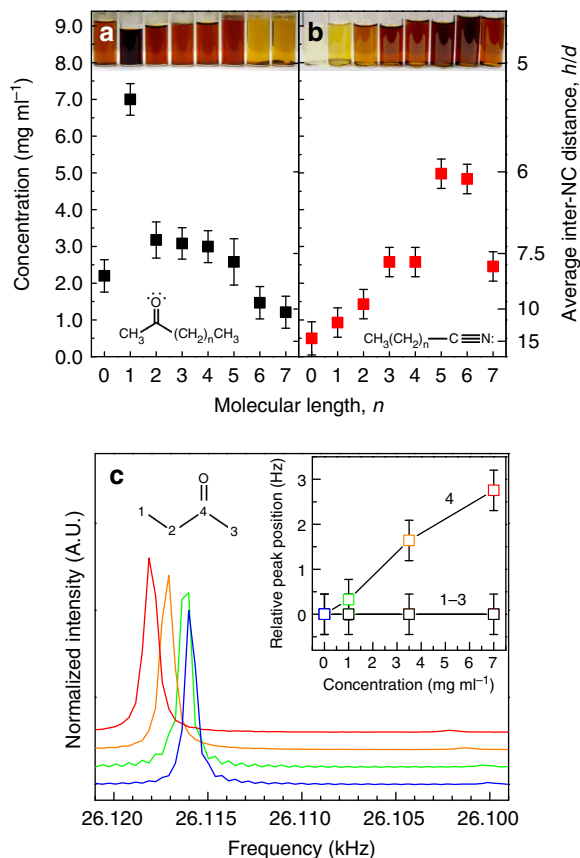 a
b
Concentration (mg ml⁻¹)
9.0
8.0
7.0
6.0
5.0
4.0
3.0
2.0
1.0
0.0
5
6
7.5
10
15
Average inter-NC distance, h/d
:O:
CH₃ (CH₂)ₙCH₃
CH₃(CH₂)ₙ C N:
0 1 2 3 4 5 6 7 0 1 2 3 4 5 6 7
Molecular length, n
c
O
1 4
2 3
Normalized intensity (A.U.)
26.120 26.115 26.110 26.105 26.100
Frequency (kHz)
Relative peak position (Hz)
3
2
1
0
4
1–3
0 1 2 3 4 5 6 7
Concentration (mg ml⁻¹)